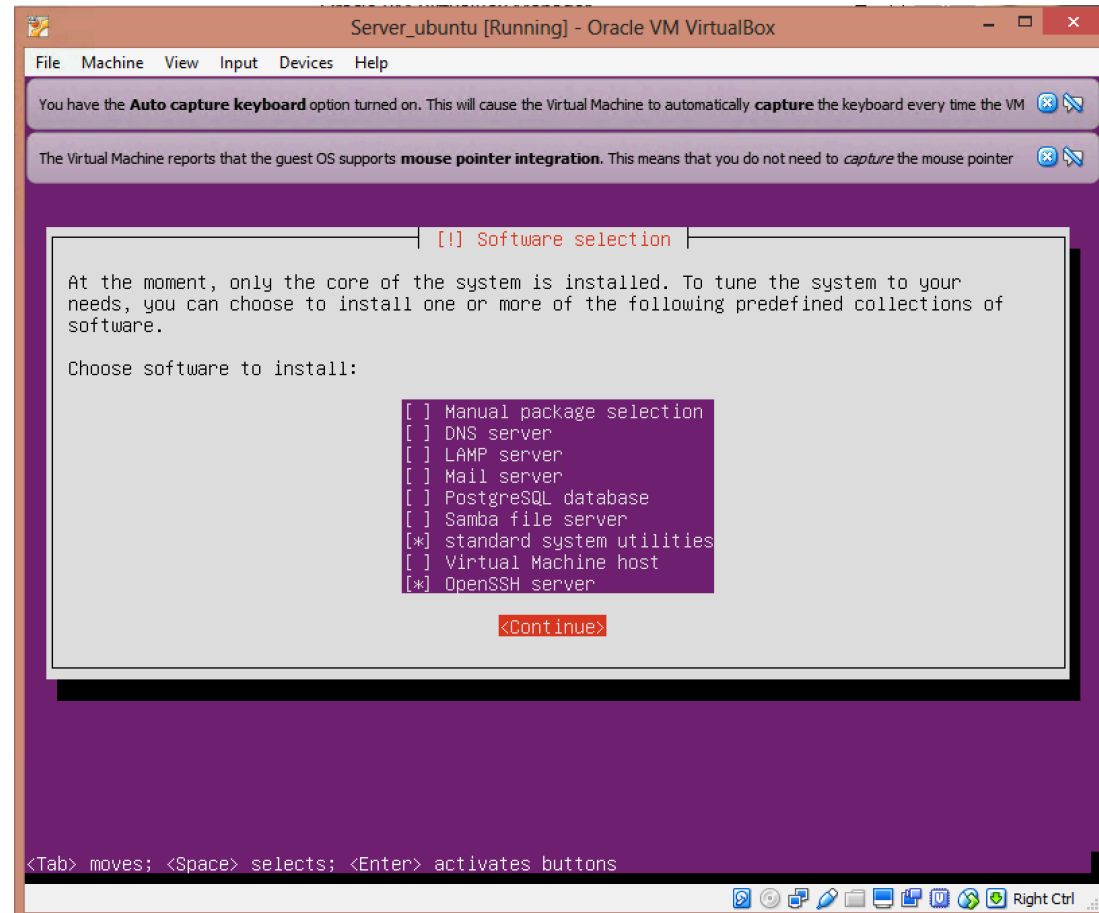 Server_ubuntu [Running] - Oracle VM VirtualBox
File Machine View Input Devices Help
You have the Auto capture keyboard option turned on. This will cause the Virtual Machine to automatically capture the keyboard every time the VM
The Virtual Machine reports that the guest OS supports mouse pointer integration. This means that you do not need to capture the mouse pointer
[!] Software selection
At the moment, only the core of the system is installed. To tune the system to your
needs, you can choose to install one or more of the following predefined collections of
software.
Choose software to install:
[ ] Manual package selection
[ ] DNS server
[ ] LAMP server
[ ] Mail server
[ ] PostgreSQL database
[ ] Samba file server
[*] standard system utilities
[ ] Virtual Machine host
[*] OpenSSH server
<Continue>
<Tab> moves; <Space> selects; <Enter> activates buttons
Right Ctrl